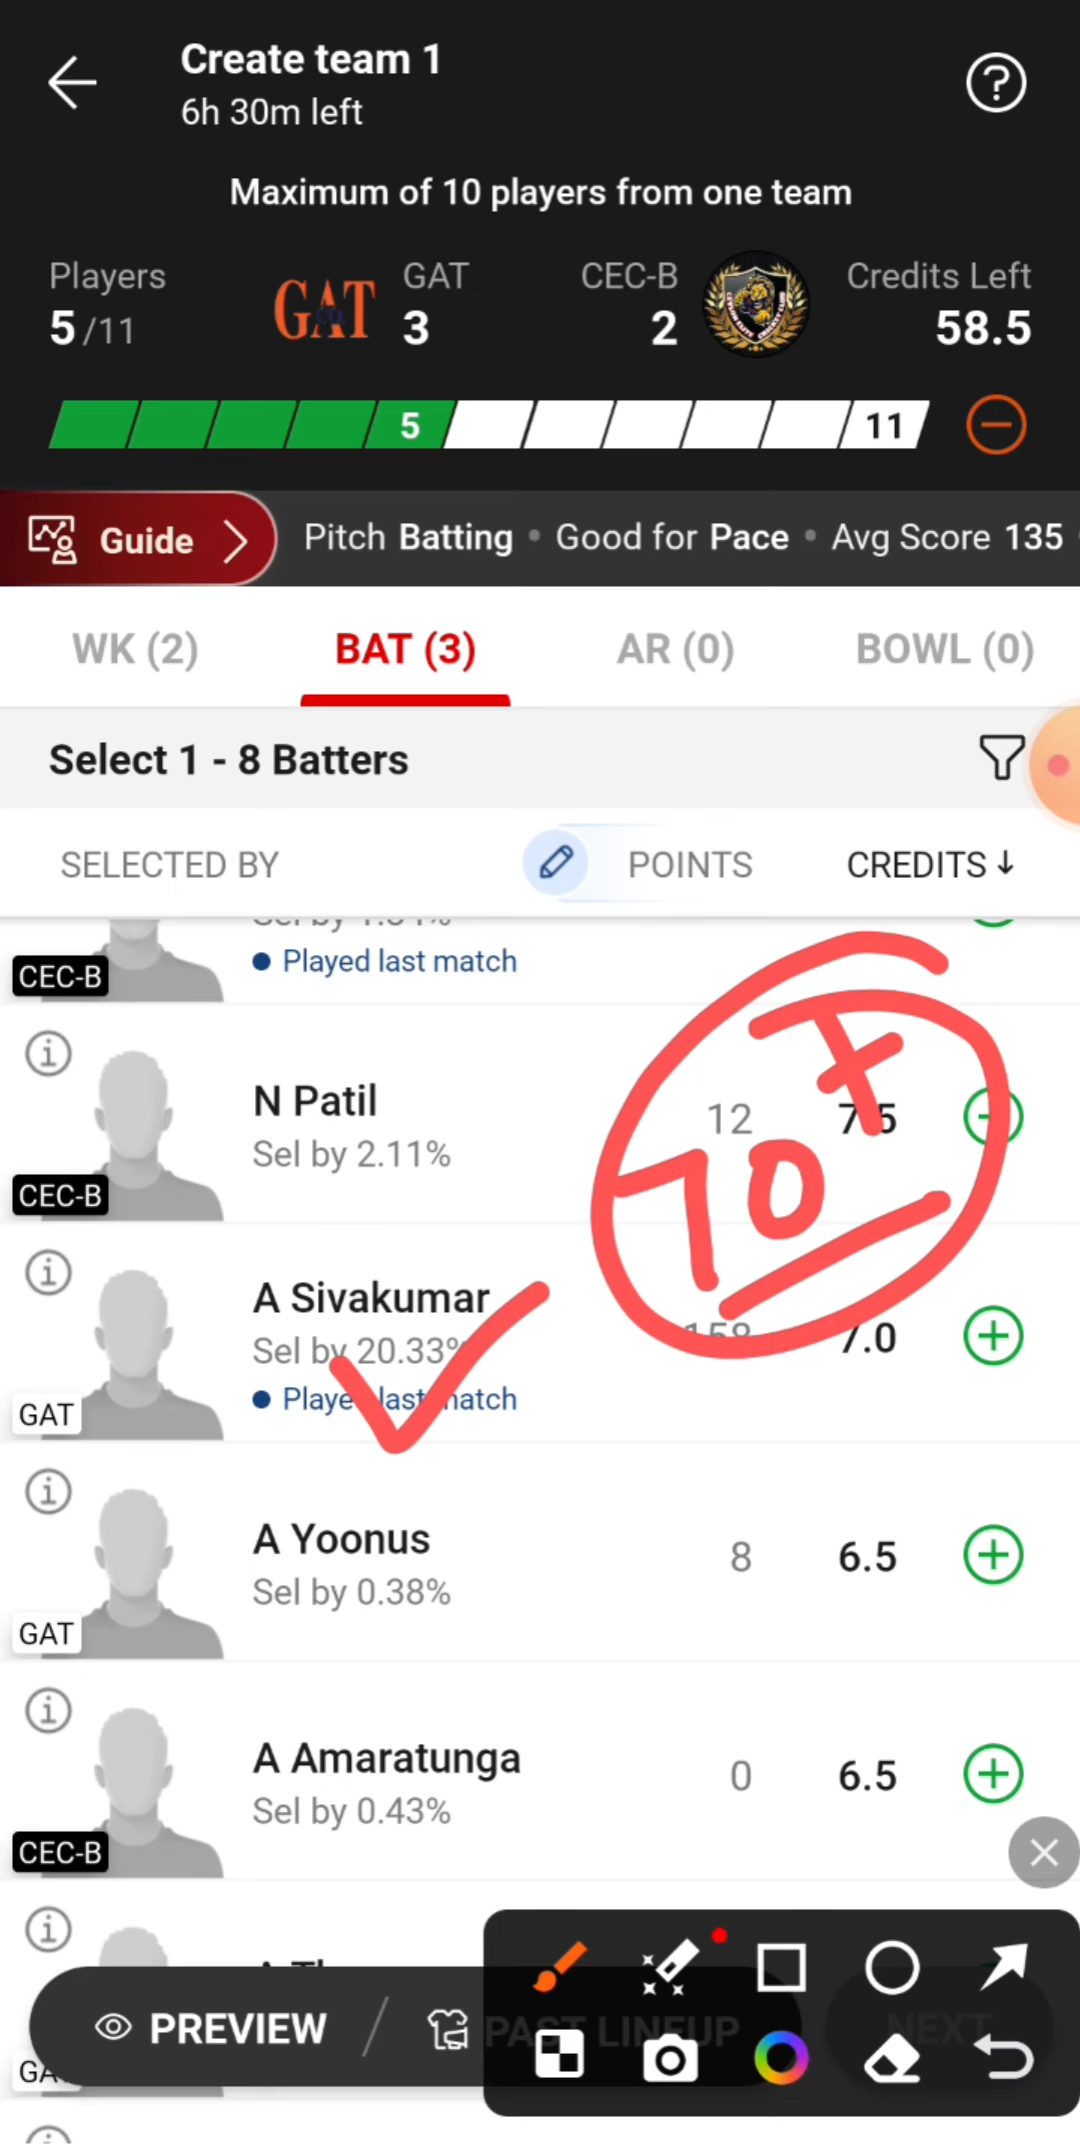 Create team 1
6h 30m left
Maximum of 10 players from one team
Players
5/11
GAT
GAT
3
CEC-B
2
Credits Left
58.5
5
11
Guide
Pitch Batting • Good for Pace • Avg Score 135
WK (2)
BAT (3)
AR (0)
BOWL (0)
Select 1 - 8 Batters
SELECTED BY
POINTS
CREDITS ↓
CEC-B
Played last match
N Patil
Sel by 2.11%
CEC-B
12
7.5
70+
A Sivakumar
Sel by 20.33%
Played last match
GAT
158
7.0
A Yoonus
Sel by 0.38%
GAT
8
6.5
A Amaratunga
Sel by 0.43%
CEC-B
0
6.5
PREVIEW
PAST LINEUP
NEXT